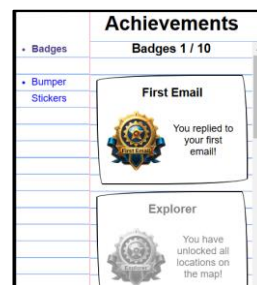 Achievements
Badges
Bumper
Stickers
Badges 1 / 10
First Email
First Email
You replied to
your first
email!
Explorer
Explorer
You have
unlocked all
locations on
the map!